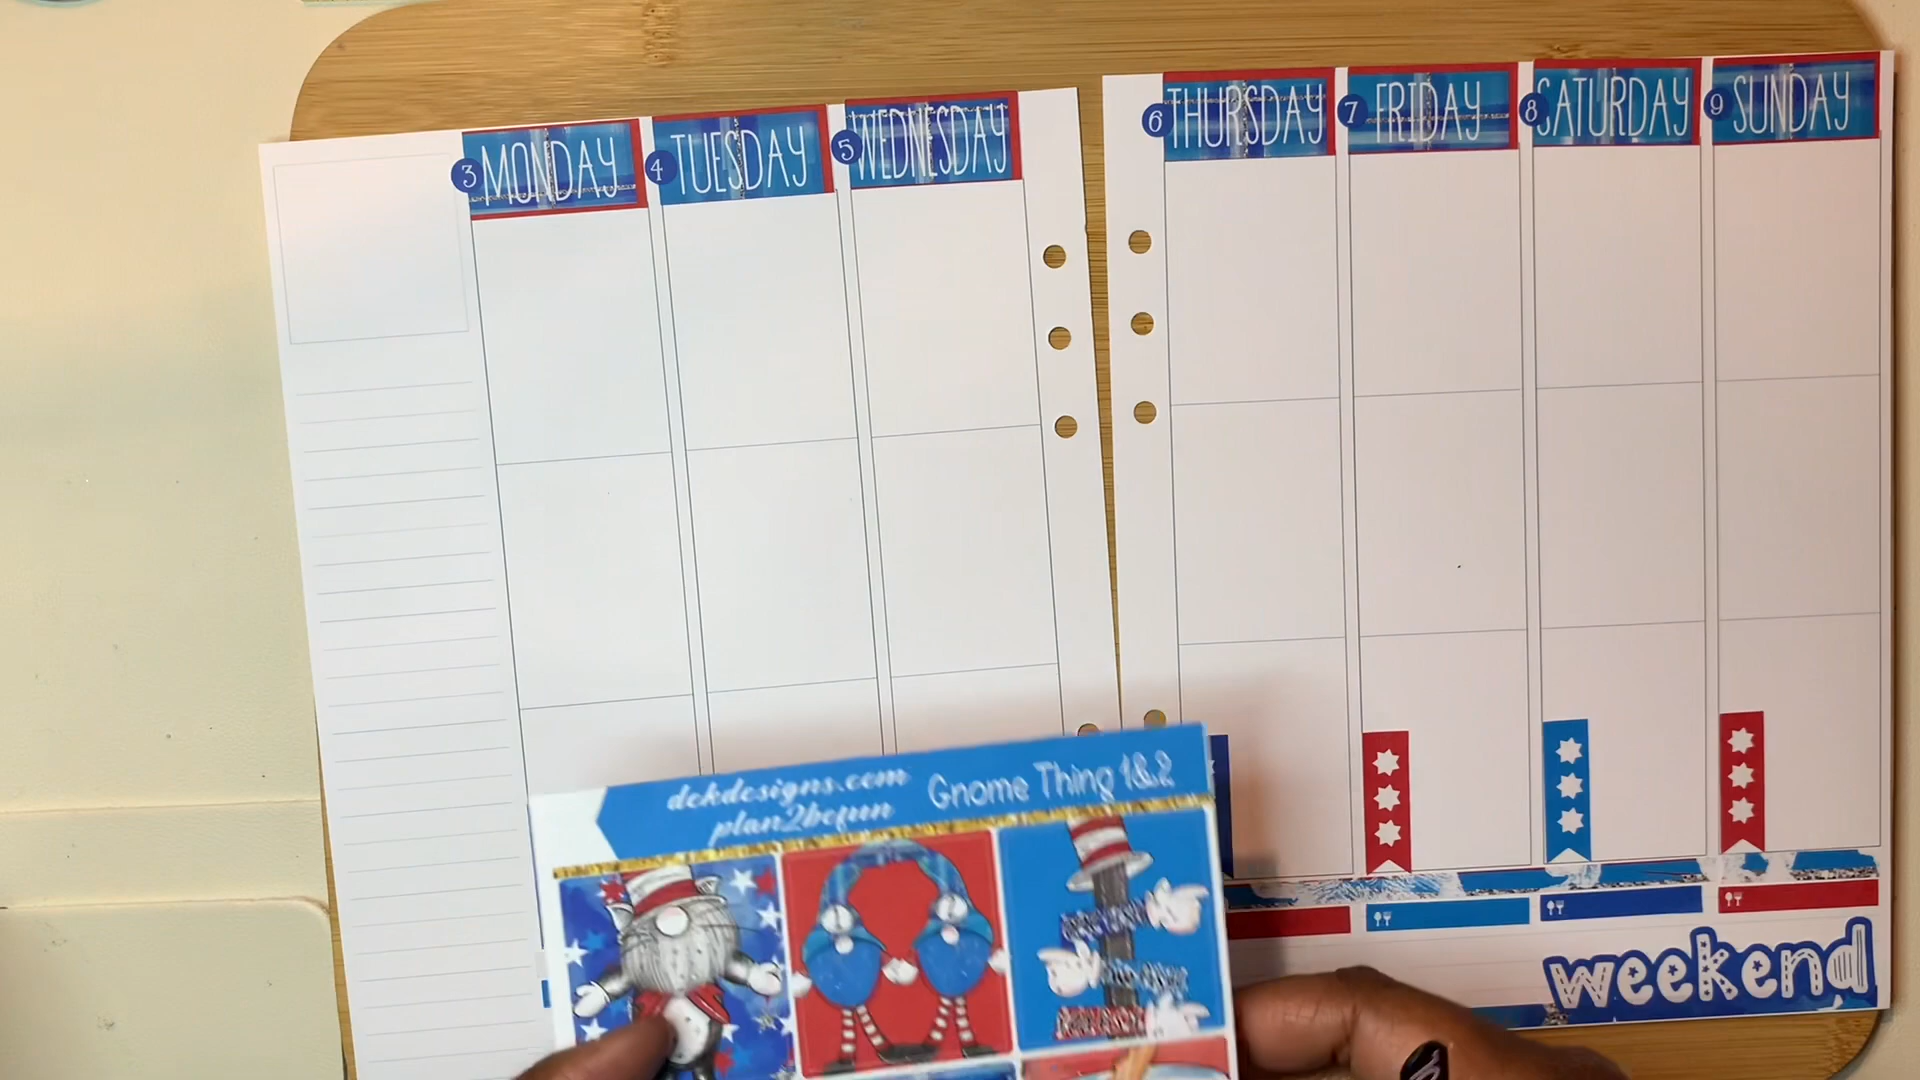 3 MONDAY
4 TUESDAY
5 WEDNESDAY
6 THURSDAY
7 FRIDAY
8 SATURDAY
9 SUNDAY
dckdesigns.com
plan2befun
Gnome Thing 1&2
weekend